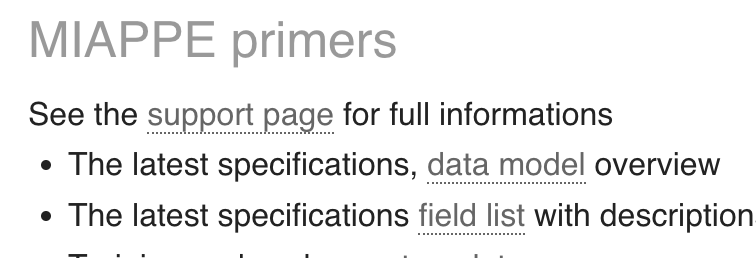 MIAPPE primers
See the support page for full informations
• The latest specifications, data model overview
• The latest specifications field list with description